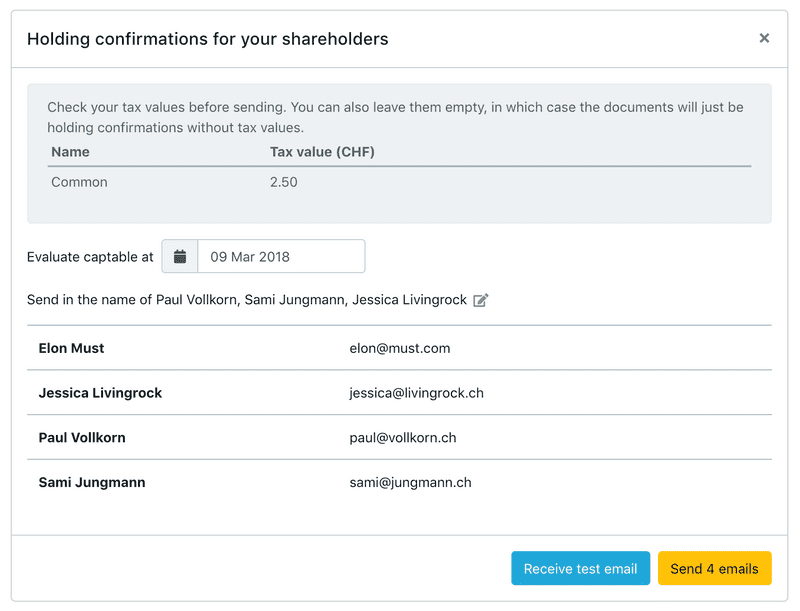 Holding confirmations for your shareholders ×
Check your tax values before sending. You can also leave them empty, in which case the documents will just be
holding confirmations without tax values.
Name Tax value (CHF)
Common 2.50
Evaluate captable at 09 Mar 2018
Send in the name of Paul Vollkorn, Sami Jungmann, Jessica Livingrock
Elon Must elon@must.com
Jessica Livingrock jessica@livingrock.ch
Paul Vollkorn paul@vollkorn.ch
Sami Jungmann sami@jungmann.ch
Receive test email Send 4 emails